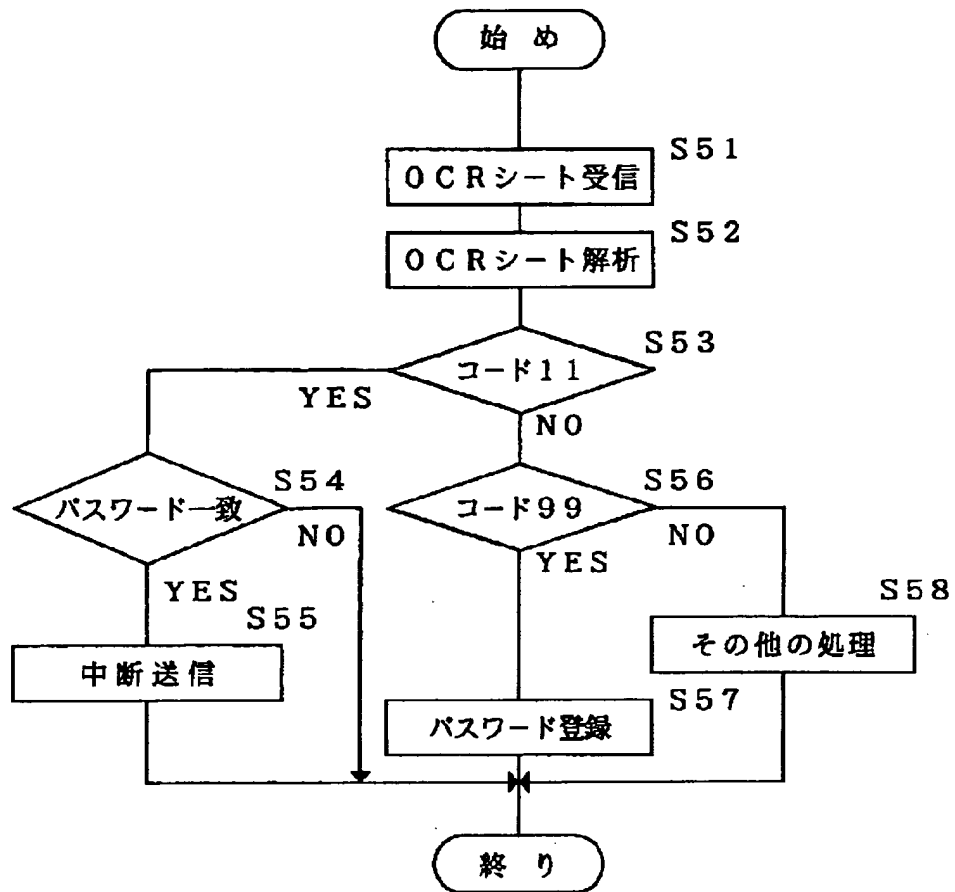 始め
S51
OCRシート受信
S52
OCRシート解析
S53
コード11
YES
NO
S54
パスワード一致
NO
YES
S55
中断送信
S56
コード99
NO
YES
S58
その他の処理
S57
パスワード登録
終り